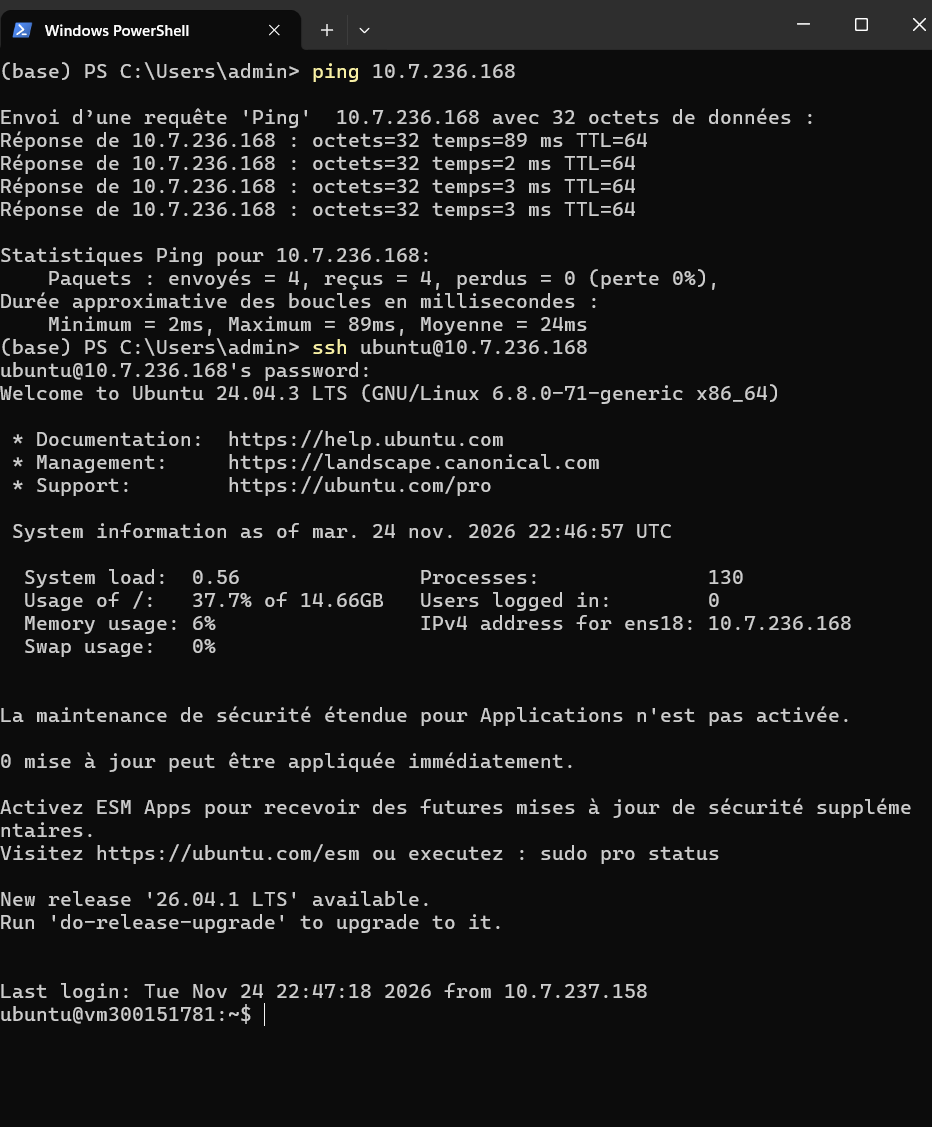 Windows PowerShell
(base) PS C:\Users\admin> ping 10.7.236.168
Envoi d’une requête 'Ping'  10.7.236.168 avec 32 octets de données :
Réponse de 10.7.236.168 : octets=32 temps=89 ms TTL=64
Réponse de 10.7.236.168 : octets=32 temps=2 ms TTL=64
Réponse de 10.7.236.168 : octets=32 temps=3 ms TTL=64
Réponse de 10.7.236.168 : octets=32 temps=3 ms TTL=64
Statistiques Ping pour 10.7.236.168:
    Paquets : envoyés = 4, reçus = 4, perdus = 0 (perte 0%),
Durée approximative des boucles en millisecondes :
    Minimum = 2ms, Maximum = 89ms, Moyenne = 24ms
(base) PS C:\Users\admin> ssh ubuntu@10.7.236.168
ubuntu@10.7.236.168's password:
Welcome to Ubuntu 24.04.3 LTS (GNU/Linux 6.8.0-71-generic x86_64)
 * Documentation:  https://help.ubuntu.com
 * Management:     https://landscape.canonical.com
 * Support:        https://ubuntu.com/pro
 System information as of mar. 24 nov. 2026 22:46:57 UTC
  System load:  0.56               Processes:              130
  Usage of /:   37.7% of 14.66GB   Users logged in:        0
  Memory usage: 6%                 IPv4 address for ens18: 10.7.236.168
  Swap usage:   0%
La maintenance de sécurité étendue pour Applications n'est pas activée.
0 mise à jour peut être appliquée immédiatement.
Activez ESM Apps pour recevoir des futures mises à jour de sécurité suppléme
ntaires.
Visitez https://ubuntu.com/esm ou executez : sudo pro status
New release '26.04.1 LTS' available.
Run 'do-release-upgrade' to upgrade to it.
Last login: Tue Nov 24 22:47:18 2026 from 10.7.237.158
ubuntu@vm300151781:~$